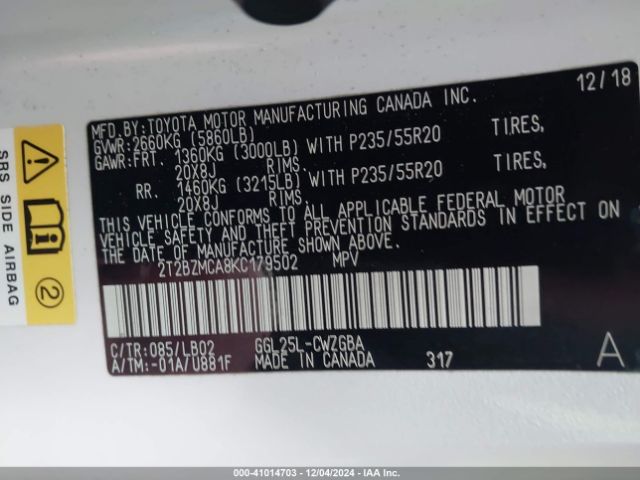 12/18
MFD.BY:TOYOTA MOTOR MANUFACTURING CANADA INC.
GVWR:2660KG (5860LB)
GAWR:FRT. 1360KG (3000LB) WITH P235/55R20 TIRES,
20X8J RIMS.
RR. 1460KG (3215LB) WITH P235/55R20 TIRES,
20X8J RIMS.
THIS VEHICLE CONFORMS TO ALL APPLICABLE FEDERAL MOTOR
VEHICLE SAFETY AND THEFT PREVENTION STANDARDS IN EFFECT ON
THE DATE OF MANUFACTURE SHOWN ABOVE.
2T2BZMCA8KC179502 MPV
C/TR:085/LB02 GGL25L-CWZGBA
A/TM:-01A/U881F MADE IN CANADA 317 A
SRS SIDE AIRBAG
2
000-41014703 - 12/04/2024 - IAAI.com